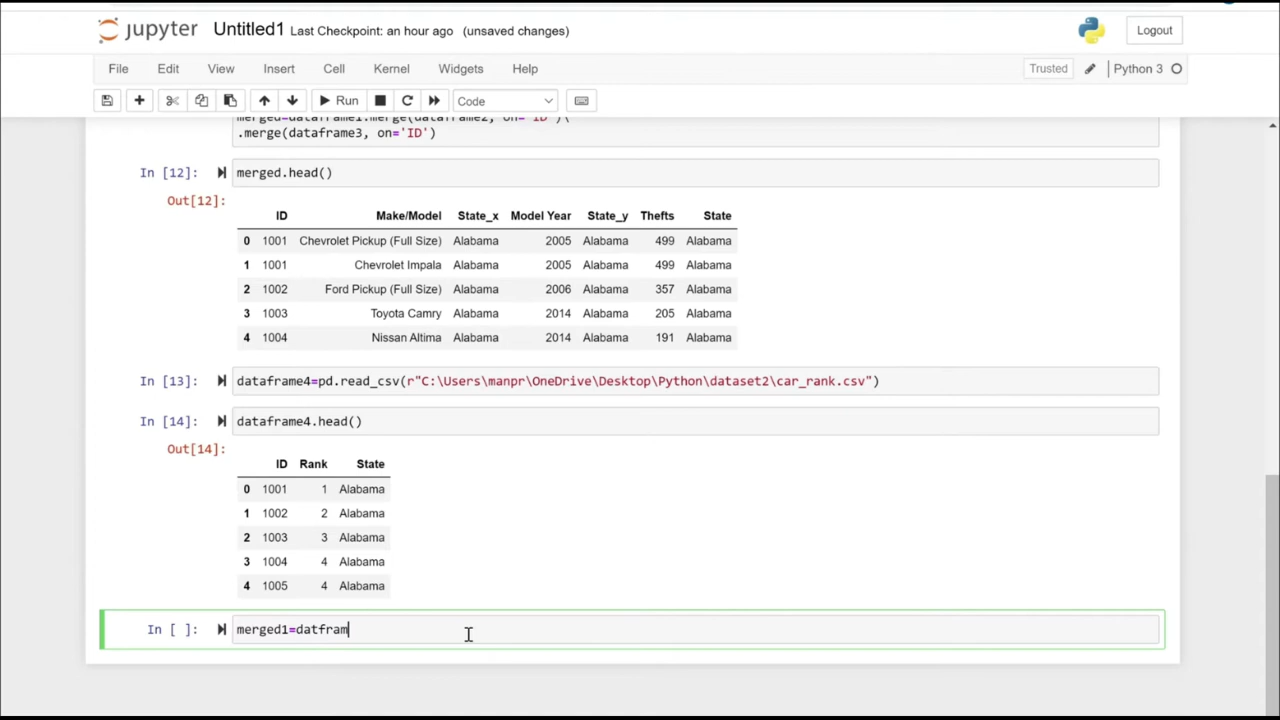 jupyter Untitled1 Last Checkpoint: an hour ago (unsaved changes) Logout
File Edit View Insert Cell Kernel Widgets Help Trusted Python 3
Run Code
merged=dataframe1.merge(dataframe2, on='ID')\
.merge(dataframe3, on='ID')
In [12]: merged.head()
Out[12]:
ID Make/Model State_x Model Year State_y Thefts State
0 1001 Chevrolet Pickup (Full Size) Alabama 2005 Alabama 499 Alabama
1 1001 Chevrolet Impala Alabama 2005 Alabama 499 Alabama
2 1002 Ford Pickup (Full Size) Alabama 2006 Alabama 357 Alabama
3 1003 Toyota Camry Alabama 2014 Alabama 205 Alabama
4 1004 Nissan Altima Alabama 2014 Alabama 191 Alabama
In [13]: dataframe4=pd.read_csv(r"C:\Users\manpr\OneDrive\Desktop\Python\dataset2\car_rank.csv")
In [14]: dataframe4.head()
Out[14]:
ID Rank State
0 1001 1 Alabama
1 1002 2 Alabama
2 1003 3 Alabama
3 1004 4 Alabama
4 1005 4 Alabama
In [ ]: merged1=datfram